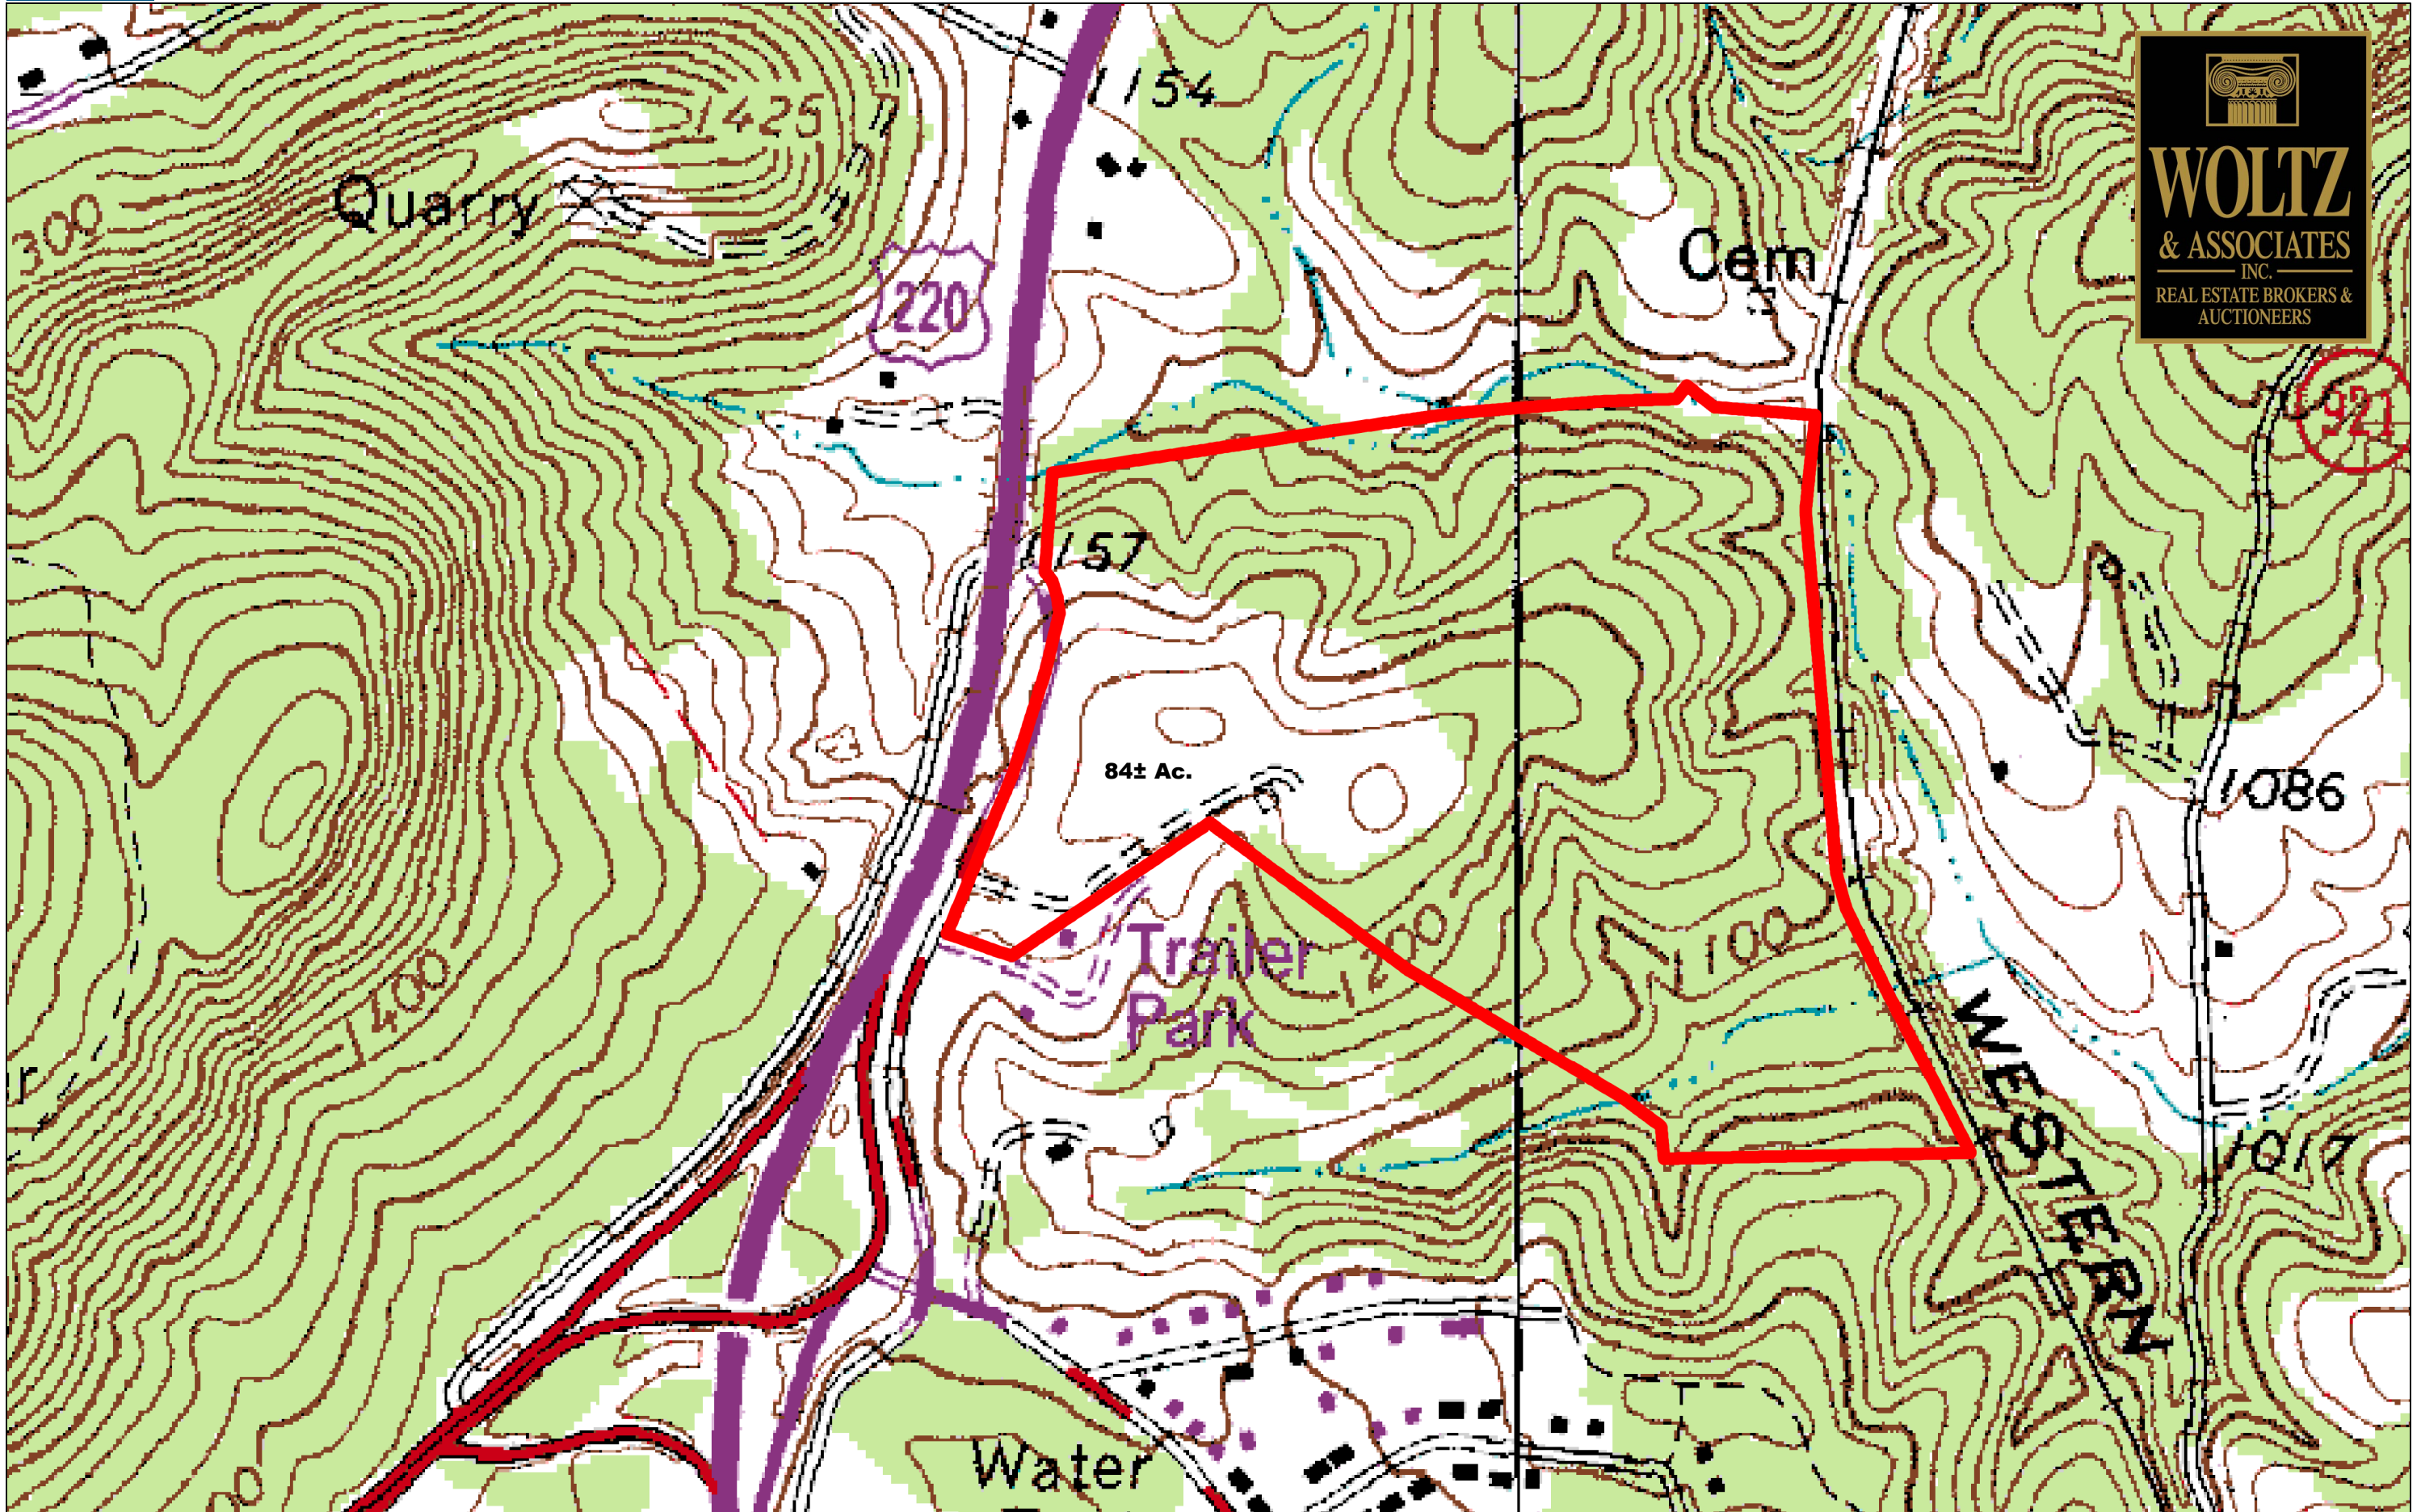 1154
1425
Quarry
300
220
Cem
WOLTZ
& ASSOCIATES
INC.
REAL ESTATE BROKERS &
AUCTIONEERS
921
1157
84± Ac.
1086
Trailer
Park
1200
1100
1400
WESTERN
1017
Water